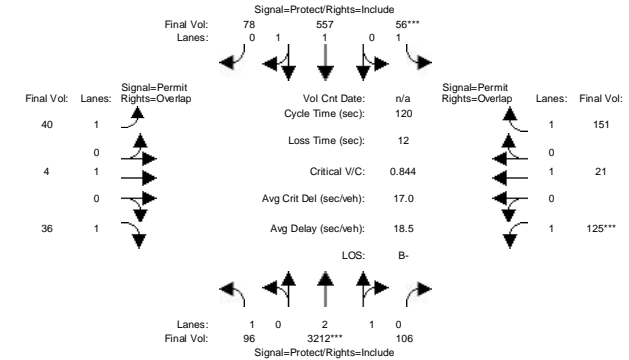 Signal=Protect/Rights=Include
Final Vol: 78 557 56***
Lanes: 0 1 1 0 1
Signal=Permit
Final Vol: Lanes: Rights=Overlap
Vol Cnt Date: n/a
Signal=Permit
Rights=Overlap Lanes: Final Vol:
Cycle Time (sec): 120
40 1
1 151
Loss Time (sec): 12
0
0
4 1
Critical V/C: 0.844
1 21
0
Avg Crit Del (sec/veh): 17.0
0
36 1
Avg Delay (sec/veh): 18.5
1 125***
LOS: B-
Lanes: 1 0 2 1 0
Final Vol: 96 3212*** 106
Signal=Protect/Rights=Include